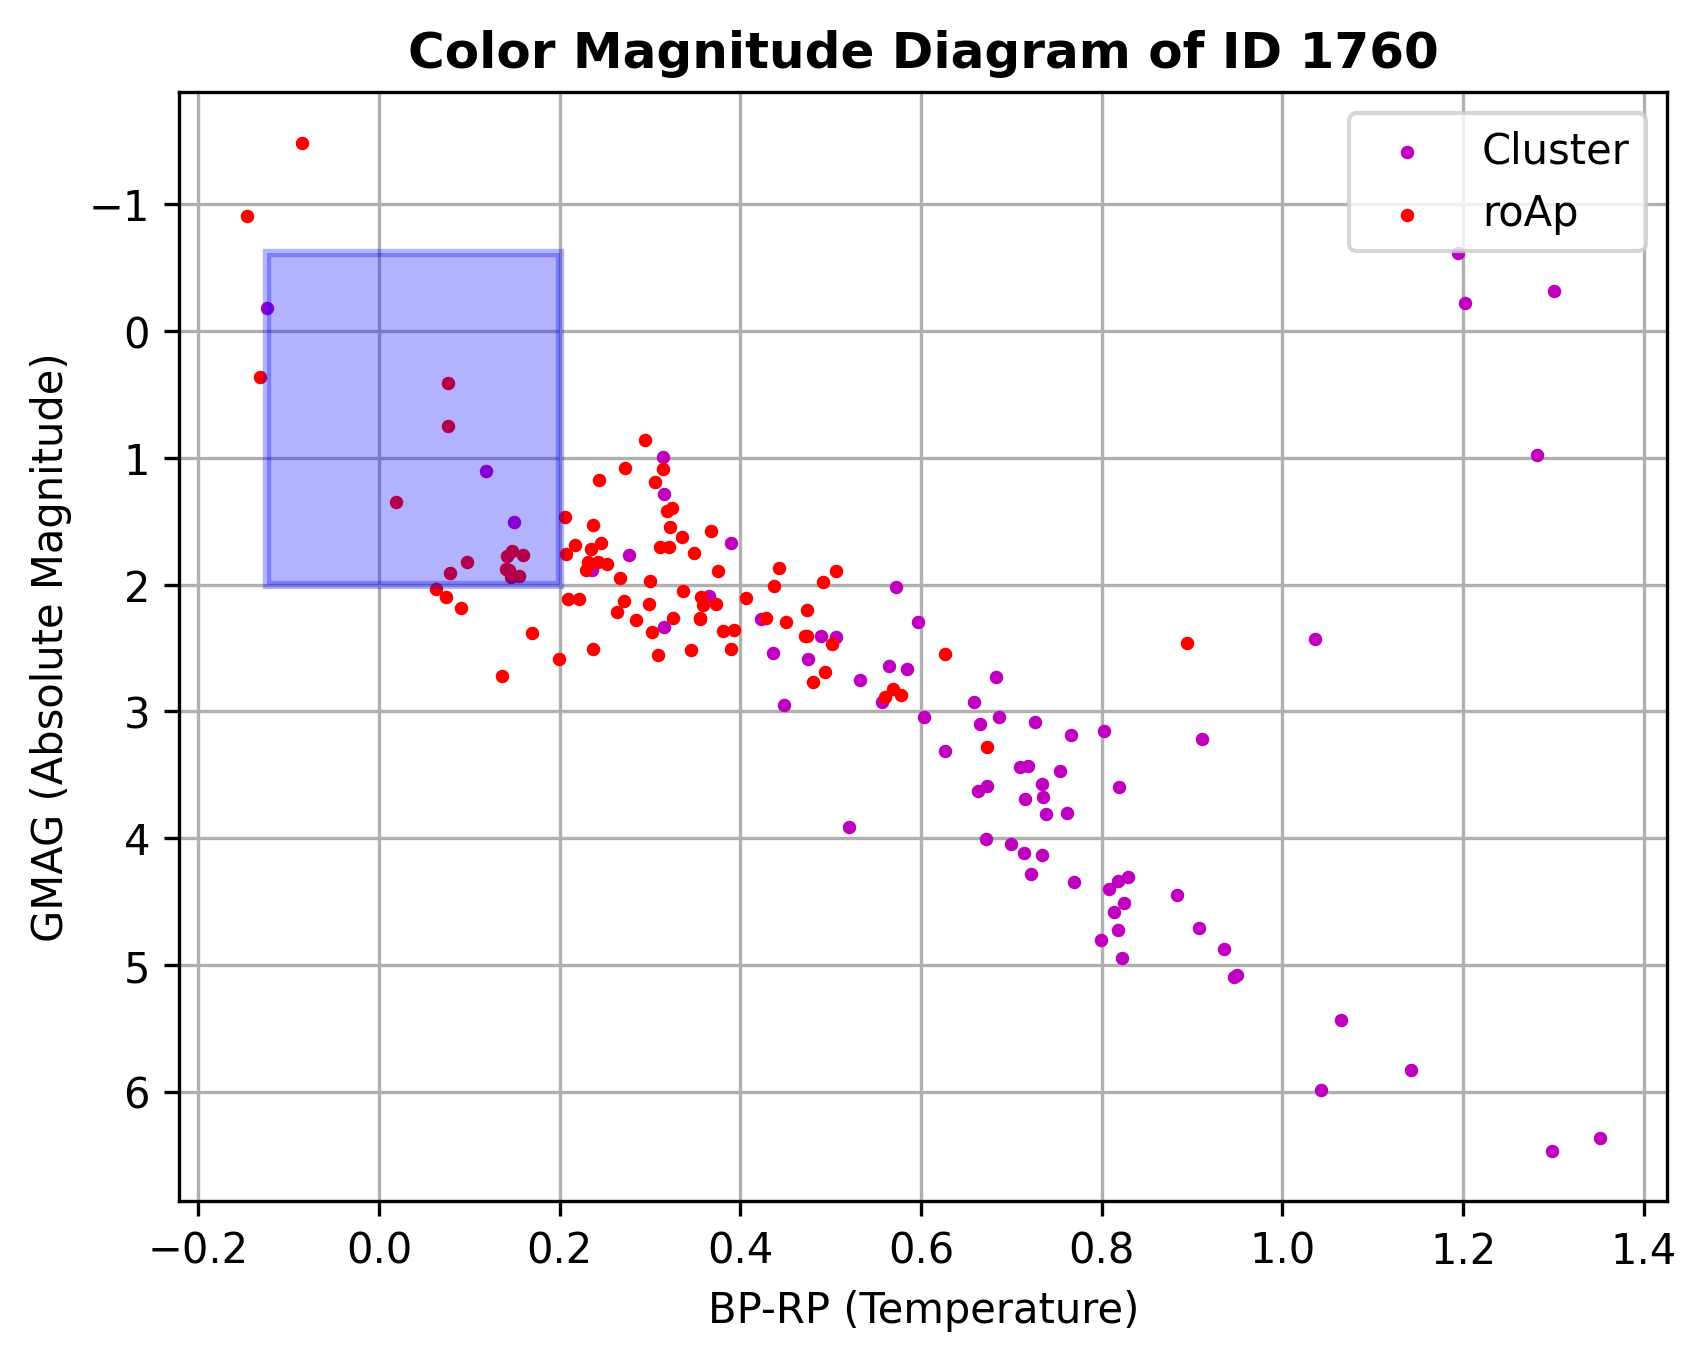 Color Magnitude Diagram of ID 1760
Cluster
roAp
GMAG (Absolute Magnitude)
−1
0
1
2
3
4
5
6
−0.2 0.0 0.2 0.4 0.6 0.8 1.0 1.2 1.4
BP-RP (Temperature)